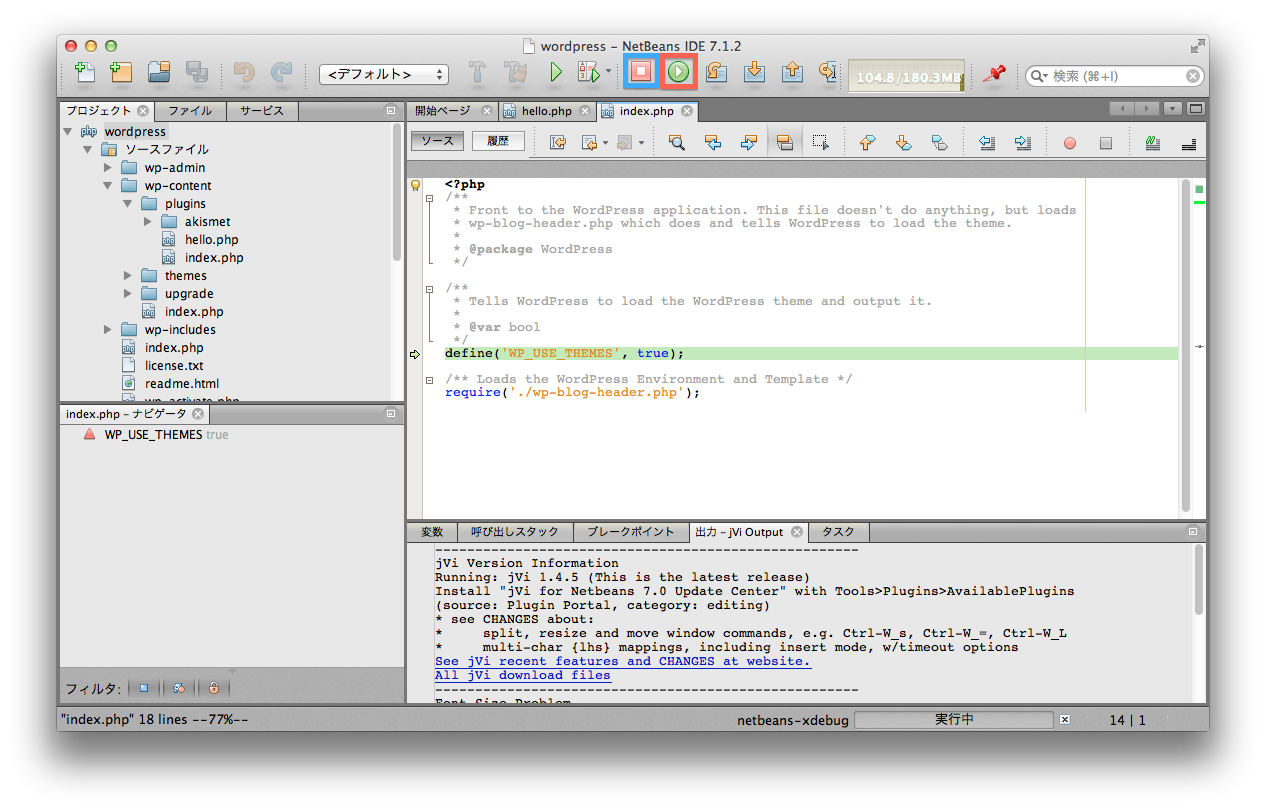 wordpress – NetBeans IDE 7.1.2
<デフォルト>
104.8/180.3MB
検索 (⌘+I)
プロジェクト
ファイル
サービス
wordpress
ソースファイル
wp-admin
wp-content
plugins
akismet
hello.php
index.php
themes
upgrade
index.php
wp-includes
index.php
license.txt
readme.html
wp-activate.php
index.php – ナビゲータ
WP_USE_THEMES true
フィルタ:
開始ページ
hello.php
index.php
ソース
履歴
<?php
/**
 * Front to the WordPress application. This file doesn't do anything, but loads
 * wp-blog-header.php which does and tells WordPress to load the theme.
 *
 * @package WordPress
 */
/**
 * Tells WordPress to load the WordPress theme and output it.
 *
 * @var bool
 */
define('WP_USE_THEMES', true);
/** Loads the WordPress Environment and Template */
require('./wp-blog-header.php');
変数
呼び出しスタック
ブレークポイント
出力 – jVi Output
タスク
-----------------------------------------------------
jVi Version Information
Running: jVi 1.4.5 (This is the latest release)
Install "jVi for Netbeans 7.0 Update Center" with Tools>Plugins>AvailablePlugins
(source: Plugin Portal, category: editing)
* see CHANGES about:
*     split, resize and move window commands, e.g. Ctrl-W_s, Ctrl-W_=, Ctrl-W_L
*     multi-char {lhs} mappings, including insert mode, w/timeout options
See jVi recent features and CHANGES at website.
All jVi download files
-----------------------------------------------------
Font Size Problem
"index.php" 18 lines --77%--
netbeans-xdebug
実行中
14 | 1